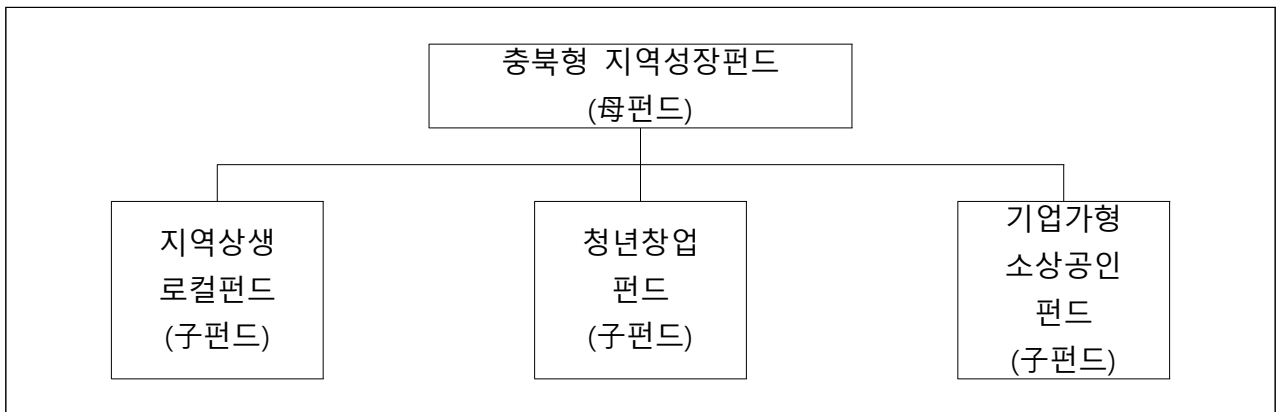 충북형 지역성장펀드
(母펀드)
지역상생
로컬펀드
(子펀드)
청년창업
펀드
(子펀드)
기업가형
소상공인
펀드
(子펀드)